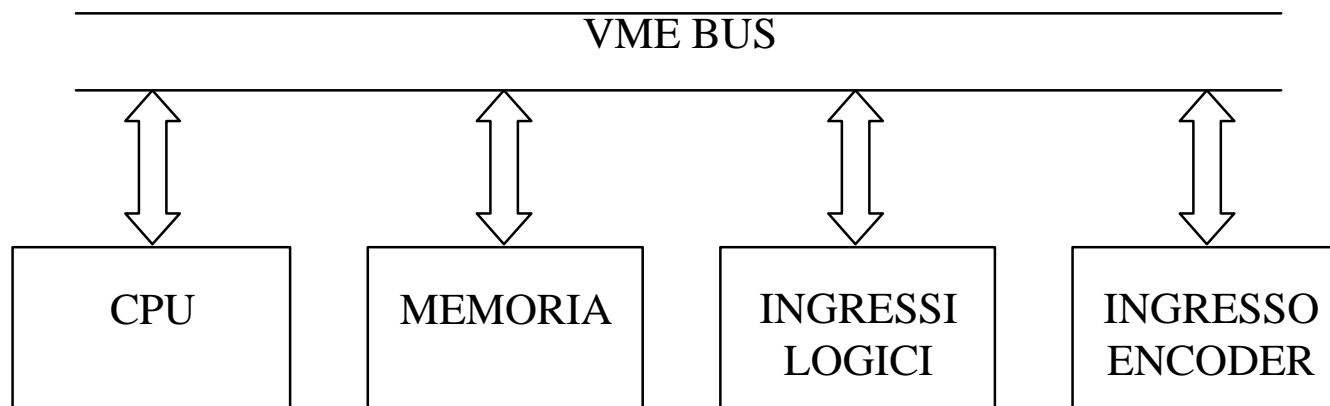 VME BUS
CPU
MEMORIA
INGRESSI
LOGICI
INGRESSO
ENCODER